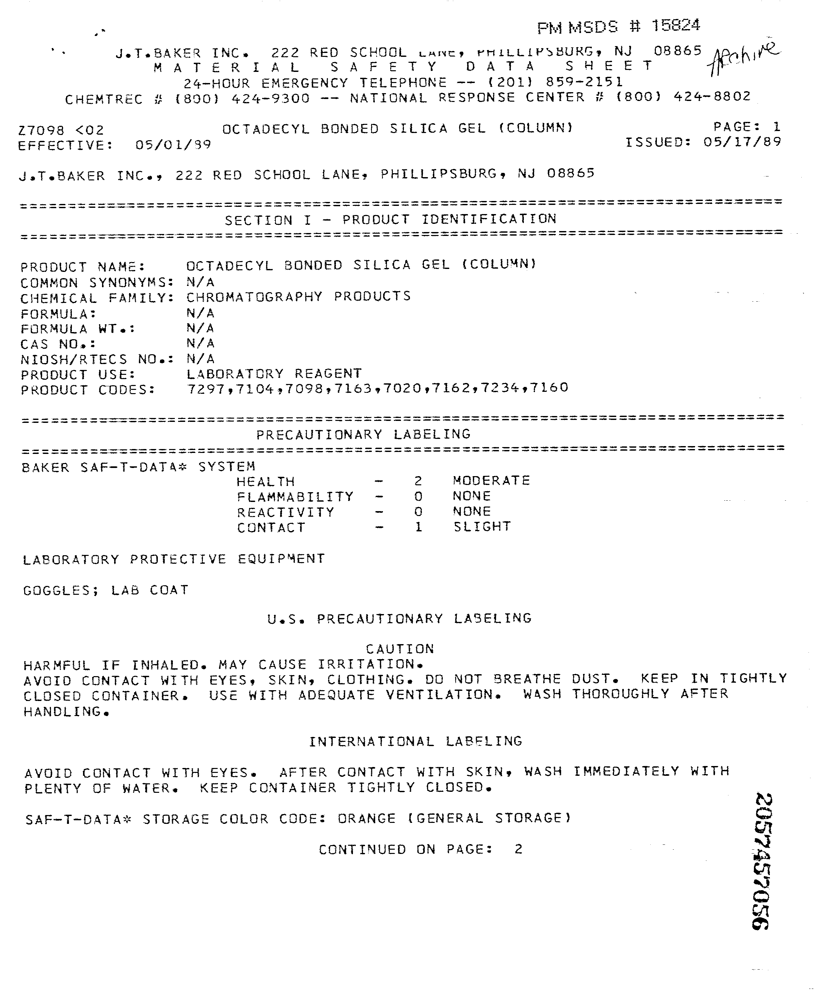 PM MSDS # 15824
J.T.BAKER INC. 222 RED SCHOOL LANE, PHILLIPSBURG, NJ 08865
Archive
M A T E R I A L S A F E T Y D A T A S H E E T
24-HOUR EMERGENCY TELEPHONE -- (201) 859-2151
CHEMTREC # (800) 424-9300 -- NATIONAL RESPONSE CENTER # (800) 424-8802
Z7098 <02 OCTADECYL BONDED SILICA GEL (COLUMN) PAGE: 1
EFFECTIVE: 05/01/89 ISSUED: 05/17/89
J.T.BAKER INC., 222 RED SCHOOL LANE, PHILLIPSBURG, NJ 08865
SECTION I - PRODUCT IDENTIFICATION
PRODUCT NAME: OCTADECYL BONDED SILICA GEL (COLUMN)
COMMON SYNONYMS: N/A
CHEMICAL FAMILY: CHROMATOGRAPHY PRODUCTS
FORMULA: N/A
FORMULA WT.: N/A
CAS NO.: N/A
NIOSH/RTECS NO.: N/A
PRODUCT USE: LABORATORY REAGENT
PRODUCT CODES: 7297,7104,7098,7163,7020,7162,7234,7160
PRECAUTIONARY LABELING
BAKER SAF-T-DATA* SYSTEM
HEALTH - 2 MODERATE
FLAMMABILITY - 0 NONE
REACTIVITY - 0 NONE
CONTACT - 1 SLIGHT
LABORATORY PROTECTIVE EQUIPMENT
GOGGLES; LAB COAT
U.S. PRECAUTIONARY LABELING
CAUTION
HARMFUL IF INHALED. MAY CAUSE IRRITATION.
AVOID CONTACT WITH EYES, SKIN, CLOTHING. DO NOT BREATHE DUST. KEEP IN TIGHTLY
CLOSED CONTAINER. USE WITH ADEQUATE VENTILATION. WASH THOROUGHLY AFTER
HANDLING.
INTERNATIONAL LABELING
AVOID CONTACT WITH EYES. AFTER CONTACT WITH SKIN, WASH IMMEDIATELY WITH
PLENTY OF WATER. KEEP CONTAINER TIGHTLY CLOSED.
SAF-T-DATA* STORAGE COLOR CODE: ORANGE (GENERAL STORAGE)
CONTINUED ON PAGE: 2
2057457056